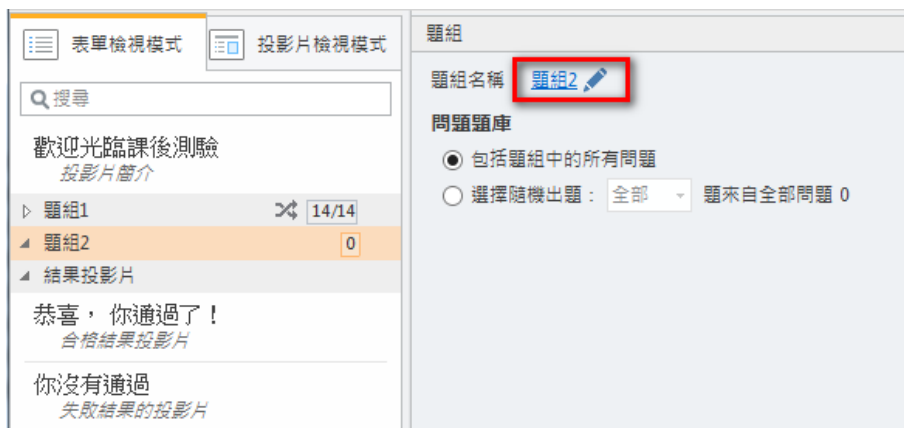 表單檢視模式
投影片檢視模式
搜尋
歡迎光臨課後測驗
投影片簡介
題組1 14/14
題組2 0
結果投影片
恭喜，你通過了！
合格結果投影片
你沒有通過
失敗結果的投影片
題組
題組名稱 題組2
問題題庫
包括題組中的所有問題
選擇隨機出題： 全部 題來自全部問題 0